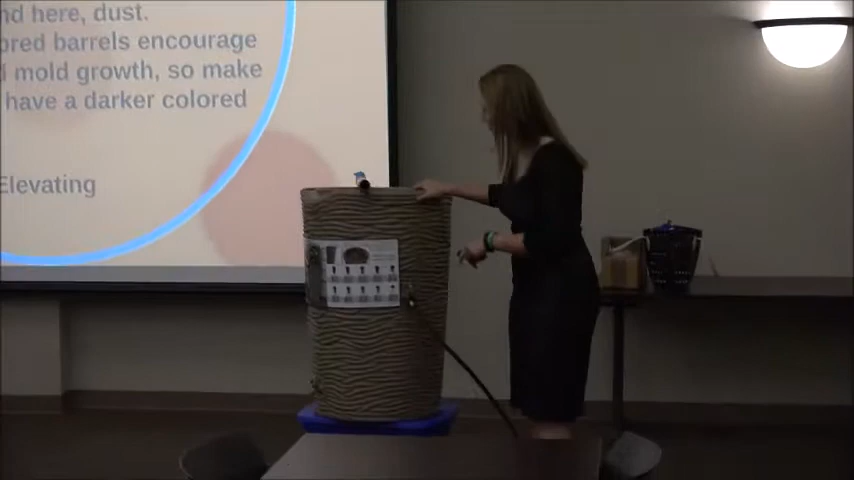 nd here, dust.
ored barrels encourage
mold growth, so make
have a darker colored
Elevating